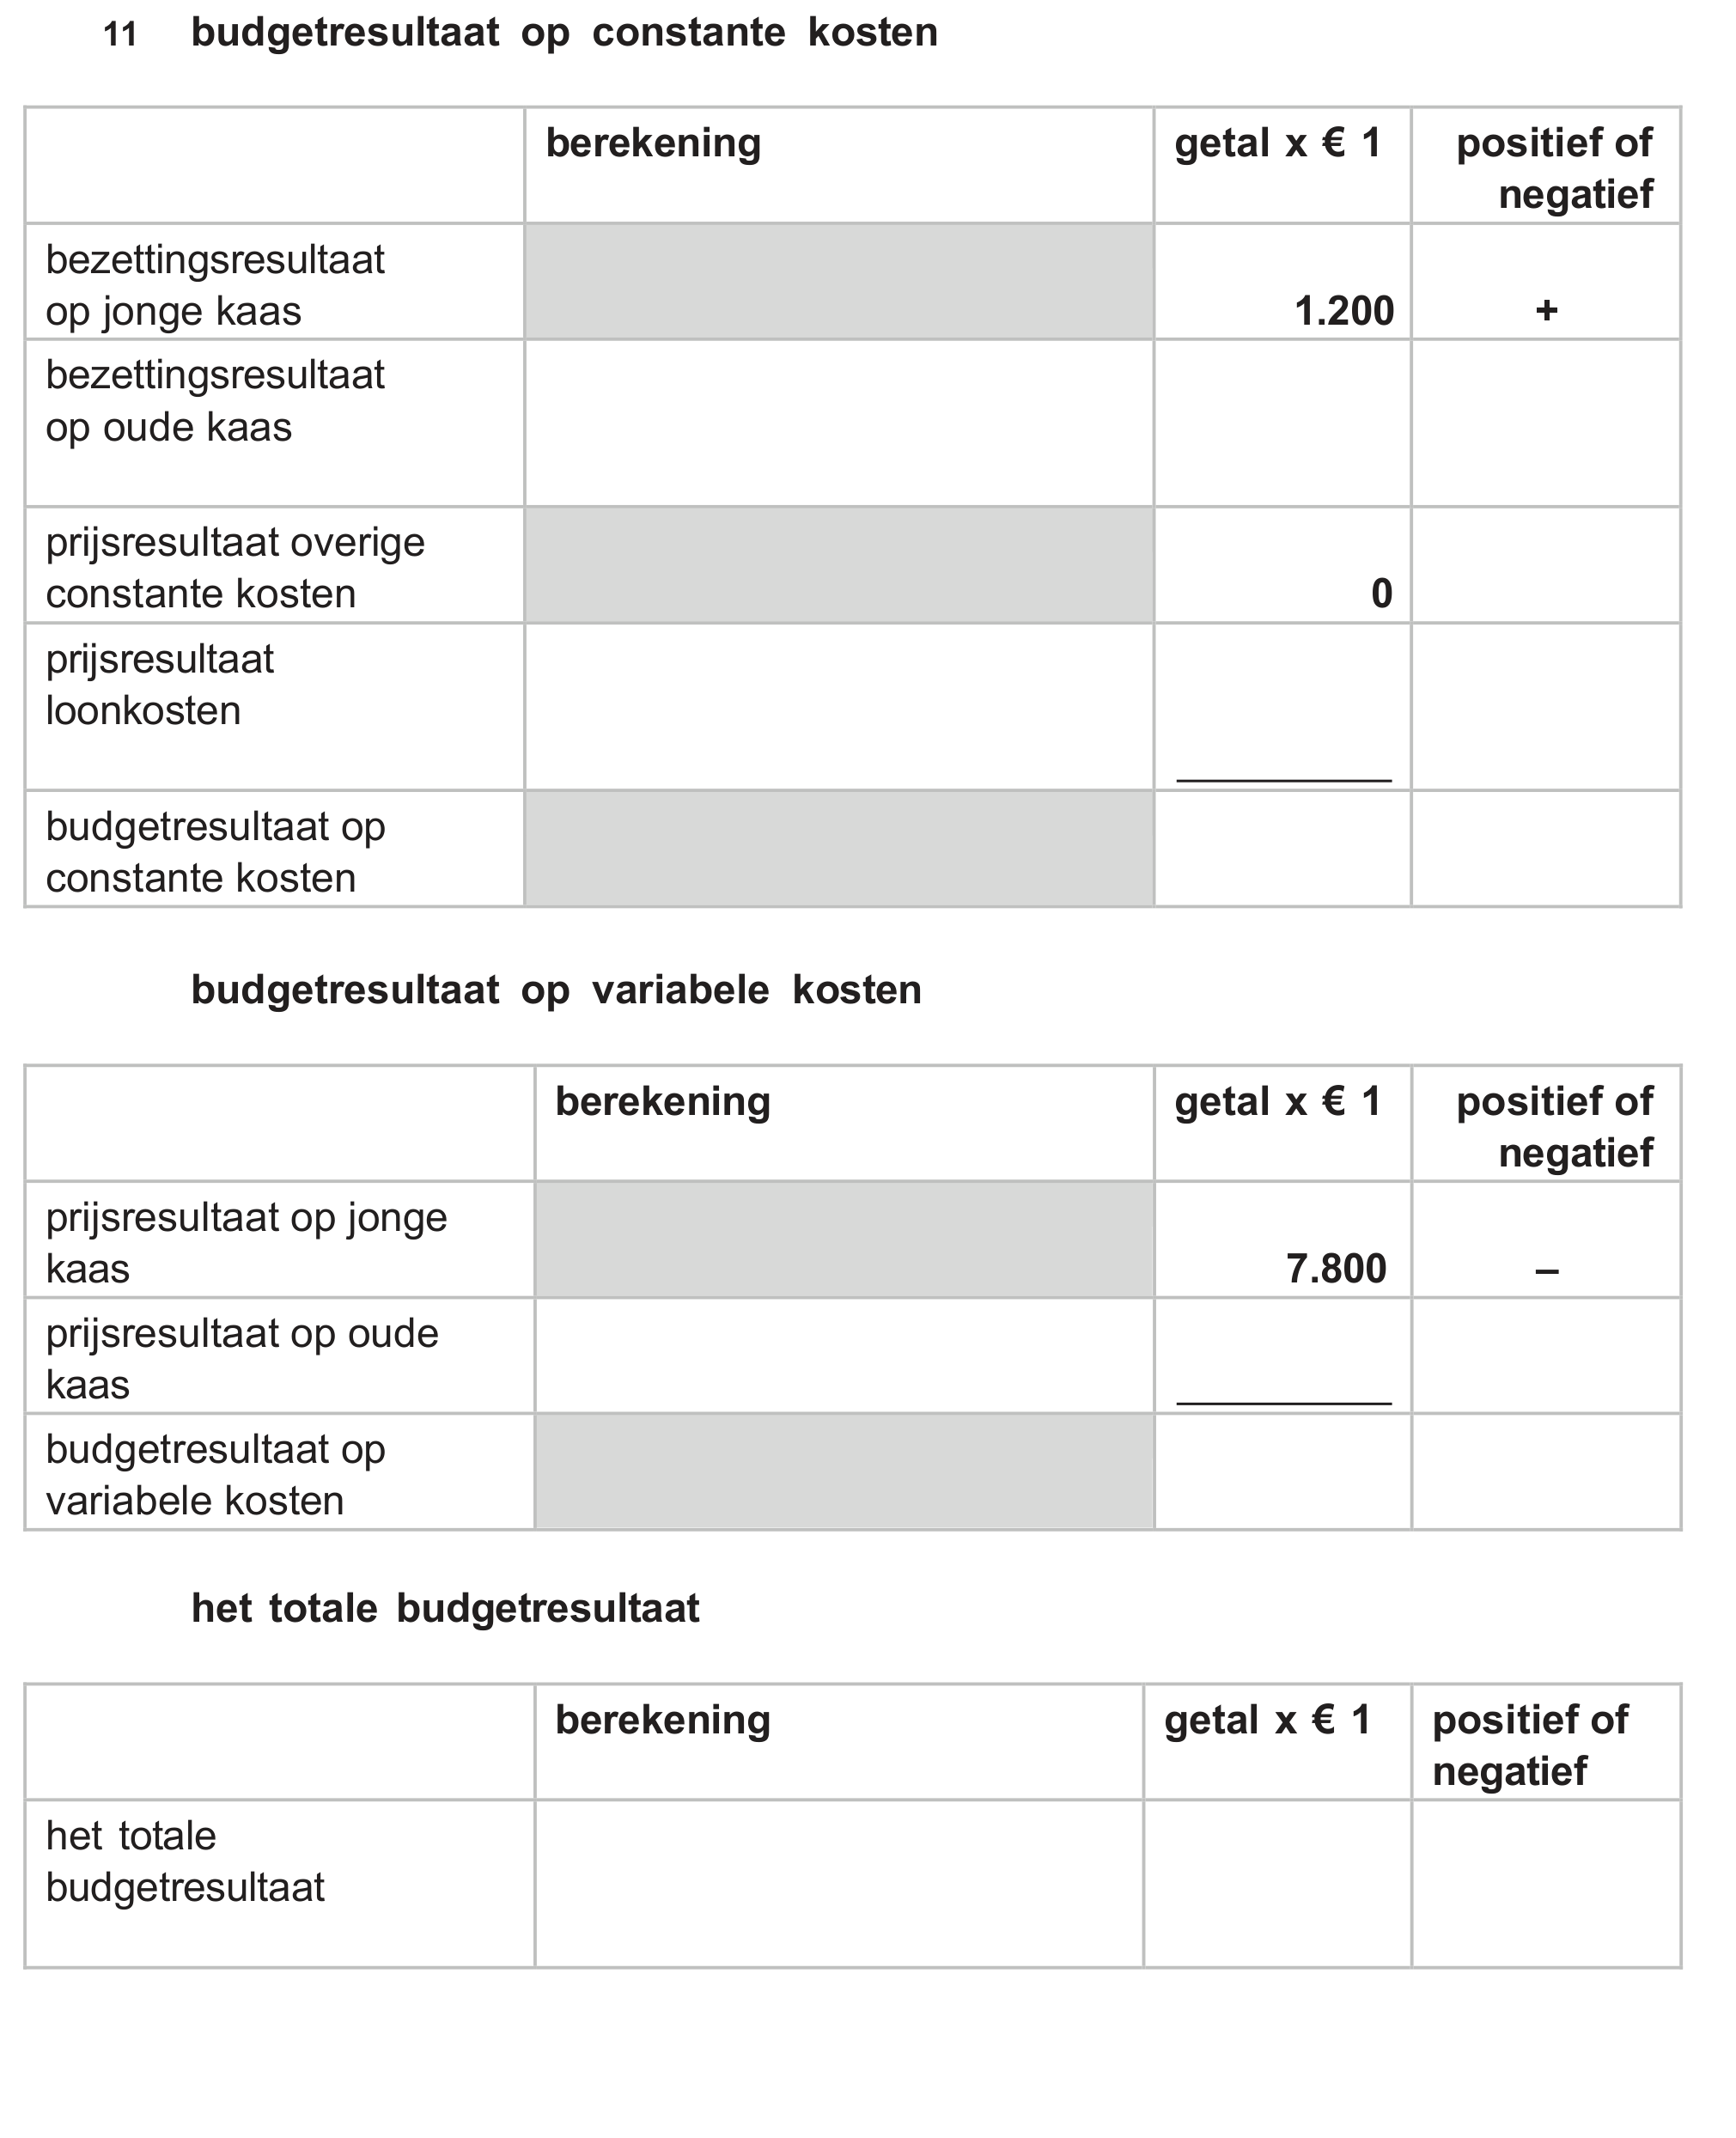 11 budgetresultaat op constante kosten
berekening getal x € 1 positief of
negatief
bezettingsresultaat
op jonge kaas 1.200 +
bezettingsresultaat
op oude kaas
prijsresultaat overige
constante kosten 0
prijsresultaat
loonkosten
budgetresultaat op
constante kosten
budgetresultaat op variabele kosten
berekening getal x € 1 positief of
negatief
prijsresultaat op jonge
kaas 7.800 –
prijsresultaat op oude
kaas
budgetresultaat op
variabele kosten
het totale budgetresultaat
berekening getal x € 1 positief of
negatief
het totale
budgetresultaat